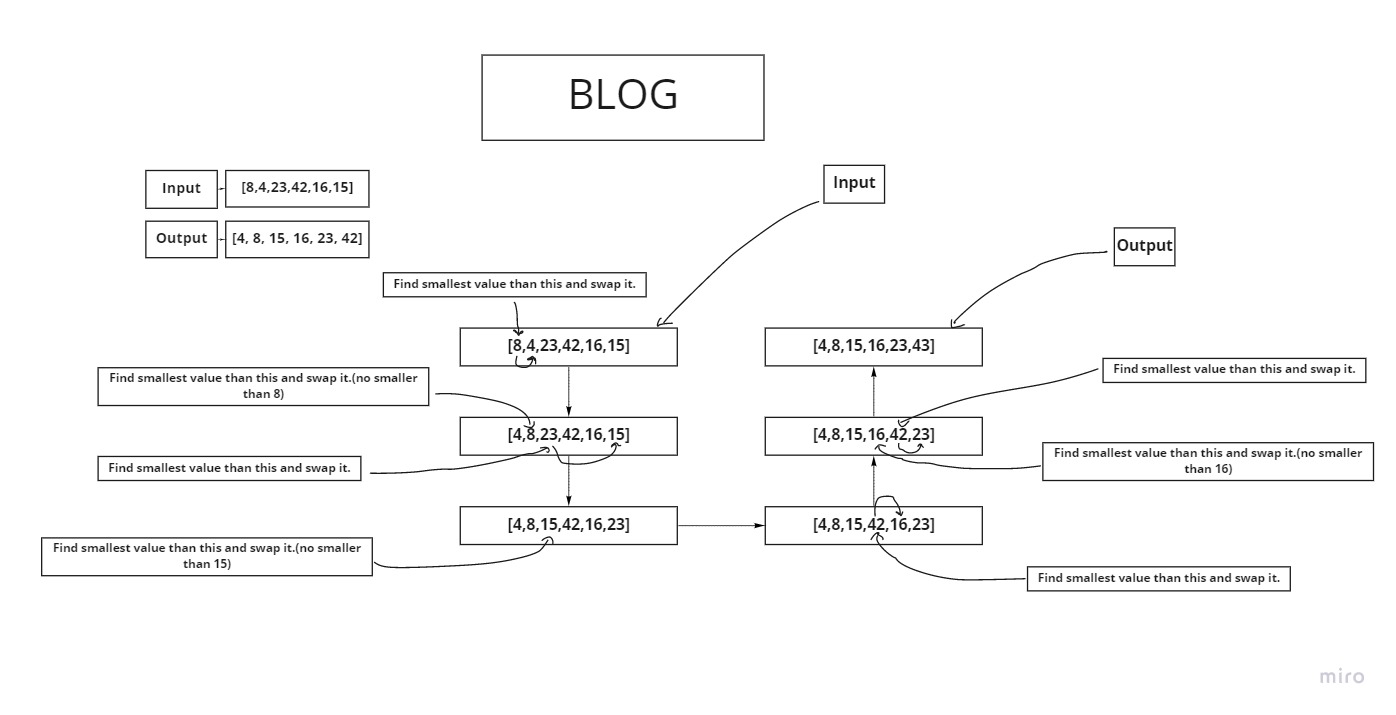 BLOG
Input
[8,4,23,42,16,15]
Output
[4, 8, 15, 16, 23, 42]
Input
Output
Find smallest value than this and swap it.
[8,4,23,42,16,15]
[4,8,15,16,23,43]
Find smallest value than this and swap it.(no smaller
than 8)
Find smallest value than this and swap it.
[4,8,23,42,16,15]
[4,8,15,16,42,23]
Find smallest value than this and swap it.
Find smallest value than this and swap it.(no smaller
than 16)
Find smallest value than this and swap it.(no smaller
than 15)
[4,8,15,42,16,23]
[4,8,15,42,16,23]
Find smallest value than this and swap it.
miro